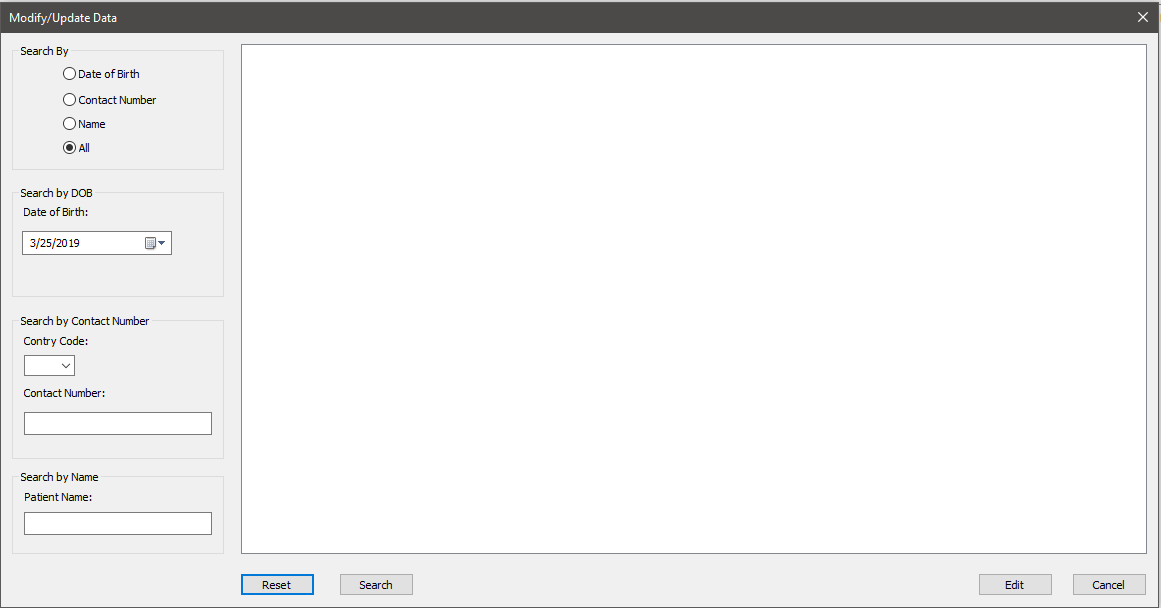 Modify/Update Data
Search By
Date of Birth
Contact Number
Name
All
Search by DOB
Date of Birth:
3/25/2019
Search by Contact Number
Contry Code:
Contact Number:
Search by Name
Patient Name:
Reset
Search
Edit
Cancel